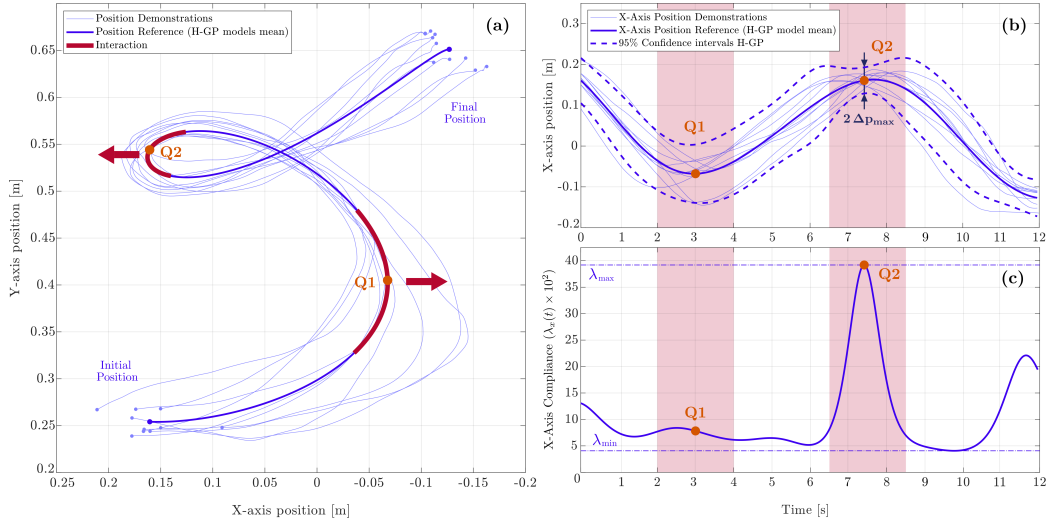 Position Demonstrations
Position Reference (H-GP models mean)
Interaction
(a)
0.65
0.6
0.55
0.5
0.45
0.4
0.35
0.3
0.25
0.2
Y-axis position [m]
Final
Position
Q2
Q1
Initial
Position
0.25
0.2
0.15
0.1
0.05
0
-0.05
-0.1
-0.15
-0.2
X-axis position [m]
X-Axis Position Demonstrations
X-Axis Position Reference (H-GP model mean)
95% Confidence intervals H-GP
(b)
0.3
0.2
0.1
0
-0.1
-0.2
X-axis position [m]
Q1
Q2
2 Δp_max
0 1 2 3 4 5 6 7 8 9 10 11 12
(c)
40
35
30
25
20
15
10
5
0
X-Axis Compliance (λ_x(t) × 10²)
λ_max
λ_min
Q1
Q2
0 1 2 3 4 5 6 7 8 9 10 11 12
Time [s]